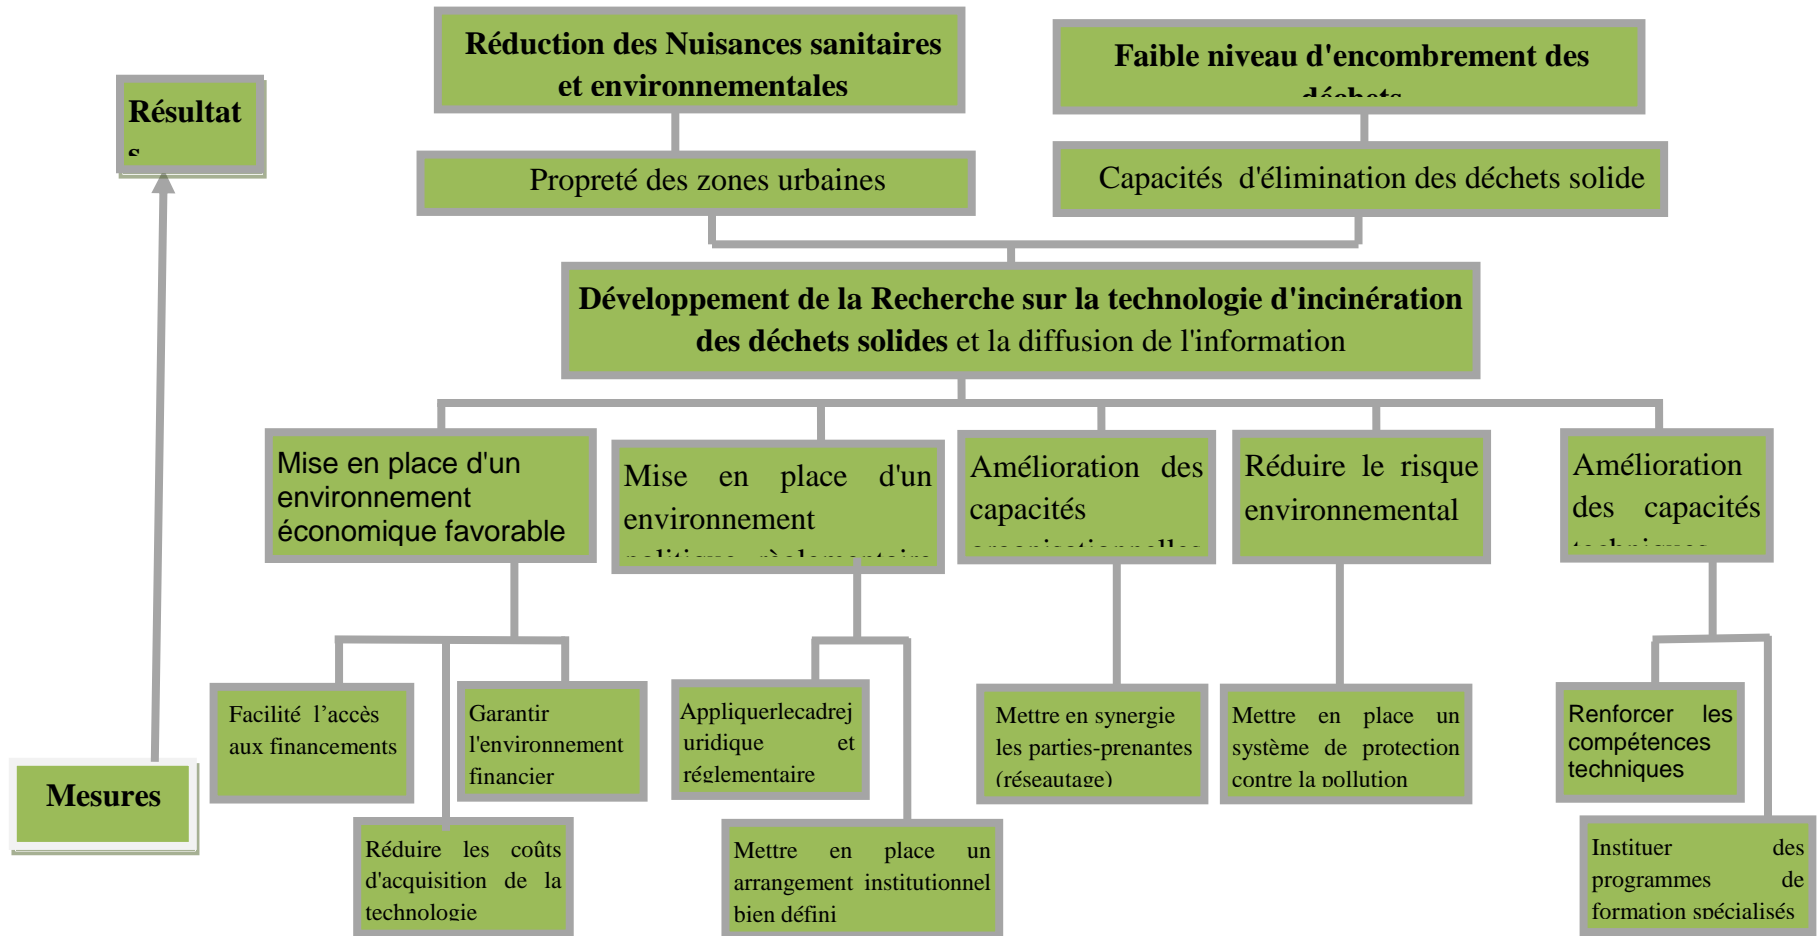 Réduction des Nuisances sanitaires
et environnementales
Faible niveau d'encombrement des
déchets
Résultat
s
Propreté des zones urbaines
Capacités d'élimination des déchets solide
Développement de la Recherche sur la technologie d'incinération
des déchets solides et la diffusion de l'information
Mise en place d'un
environnement
économique favorable
Mise en place d'un
environnement
politique règlementaire
Amélioration des
capacités
organisationnelles
Réduire le risque
environnemental
Amélioration
des capacités
techniques
Facilité l’accès
aux financements
Garantir
l'environnement
financier
Appliquerlecadrej
uridique et
réglementaire
Mettre en synergie
les parties-prenantes
(réseautage)
Mettre en place un
système de protection
contre la pollution
Renforcer les
compétences
techniques
Mesures
Réduire les coûts
d'acquisition de la
technologie
Mettre en place un
arrangement institutionnel
bien défini
Instituer des
programmes de
formation spécialisés